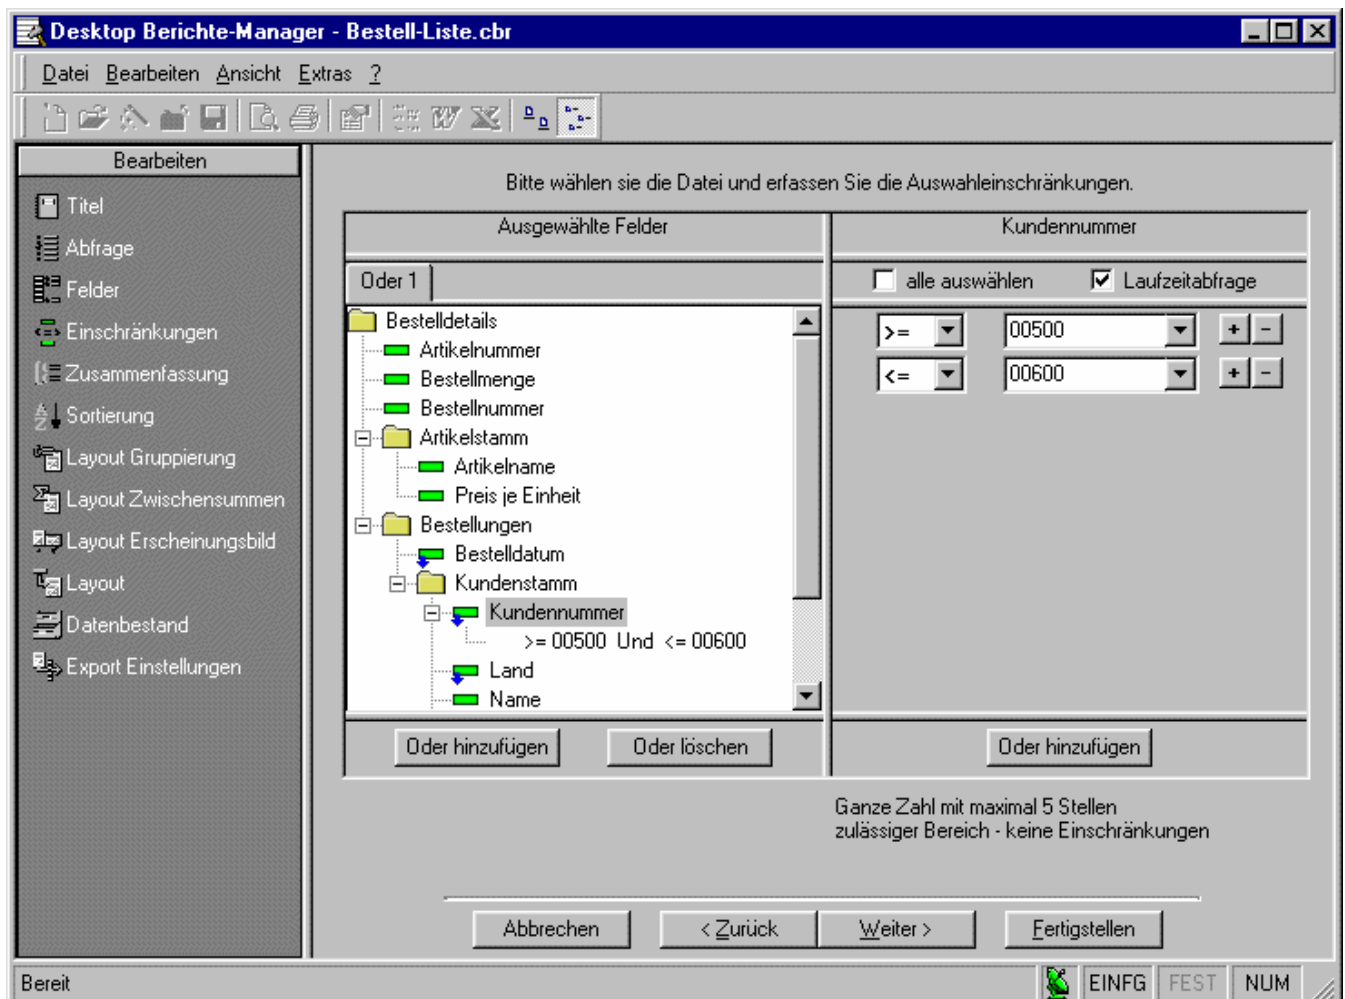 Desktop Berichte-Manager - Bestell-Liste.cbr
Datei Bearbeiten Ansicht Extras ?
Bearbeiten
Titel
Abfrage
Felder
Einschränkungen
Zusammenfassung
Sortierung
Layout Gruppierung
Layout Zwischensummen
Layout Erscheinungsbild
Layout
Datenbestand
Export Einstellungen
Bitte wählen sie die Datei und erfassen Sie die Auswahleinschränkungen.
Ausgewählte Felder
Oder 1
Bestelldetails
Artikelnummer
Bestellmenge
Bestellnummer
Artikelstamm
Artikelname
Preis je Einheit
Bestellungen
Bestelldatum
Kundenstamm
Kundennummer
>= 00500 Und <= 00600
Land
Name
Oder hinzufügen Oder löschen
Kundennummer
alle auswählen Laufzeitabfrage
>= 00500 + -
<= 00600 + -
Oder hinzufügen
Ganze Zahl mit maximal 5 Stellen
zulässiger Bereich - keine Einschränkungen
Abbrechen < Zurück Weiter > Fertigstellen
Bereit EINFG FEST NUM